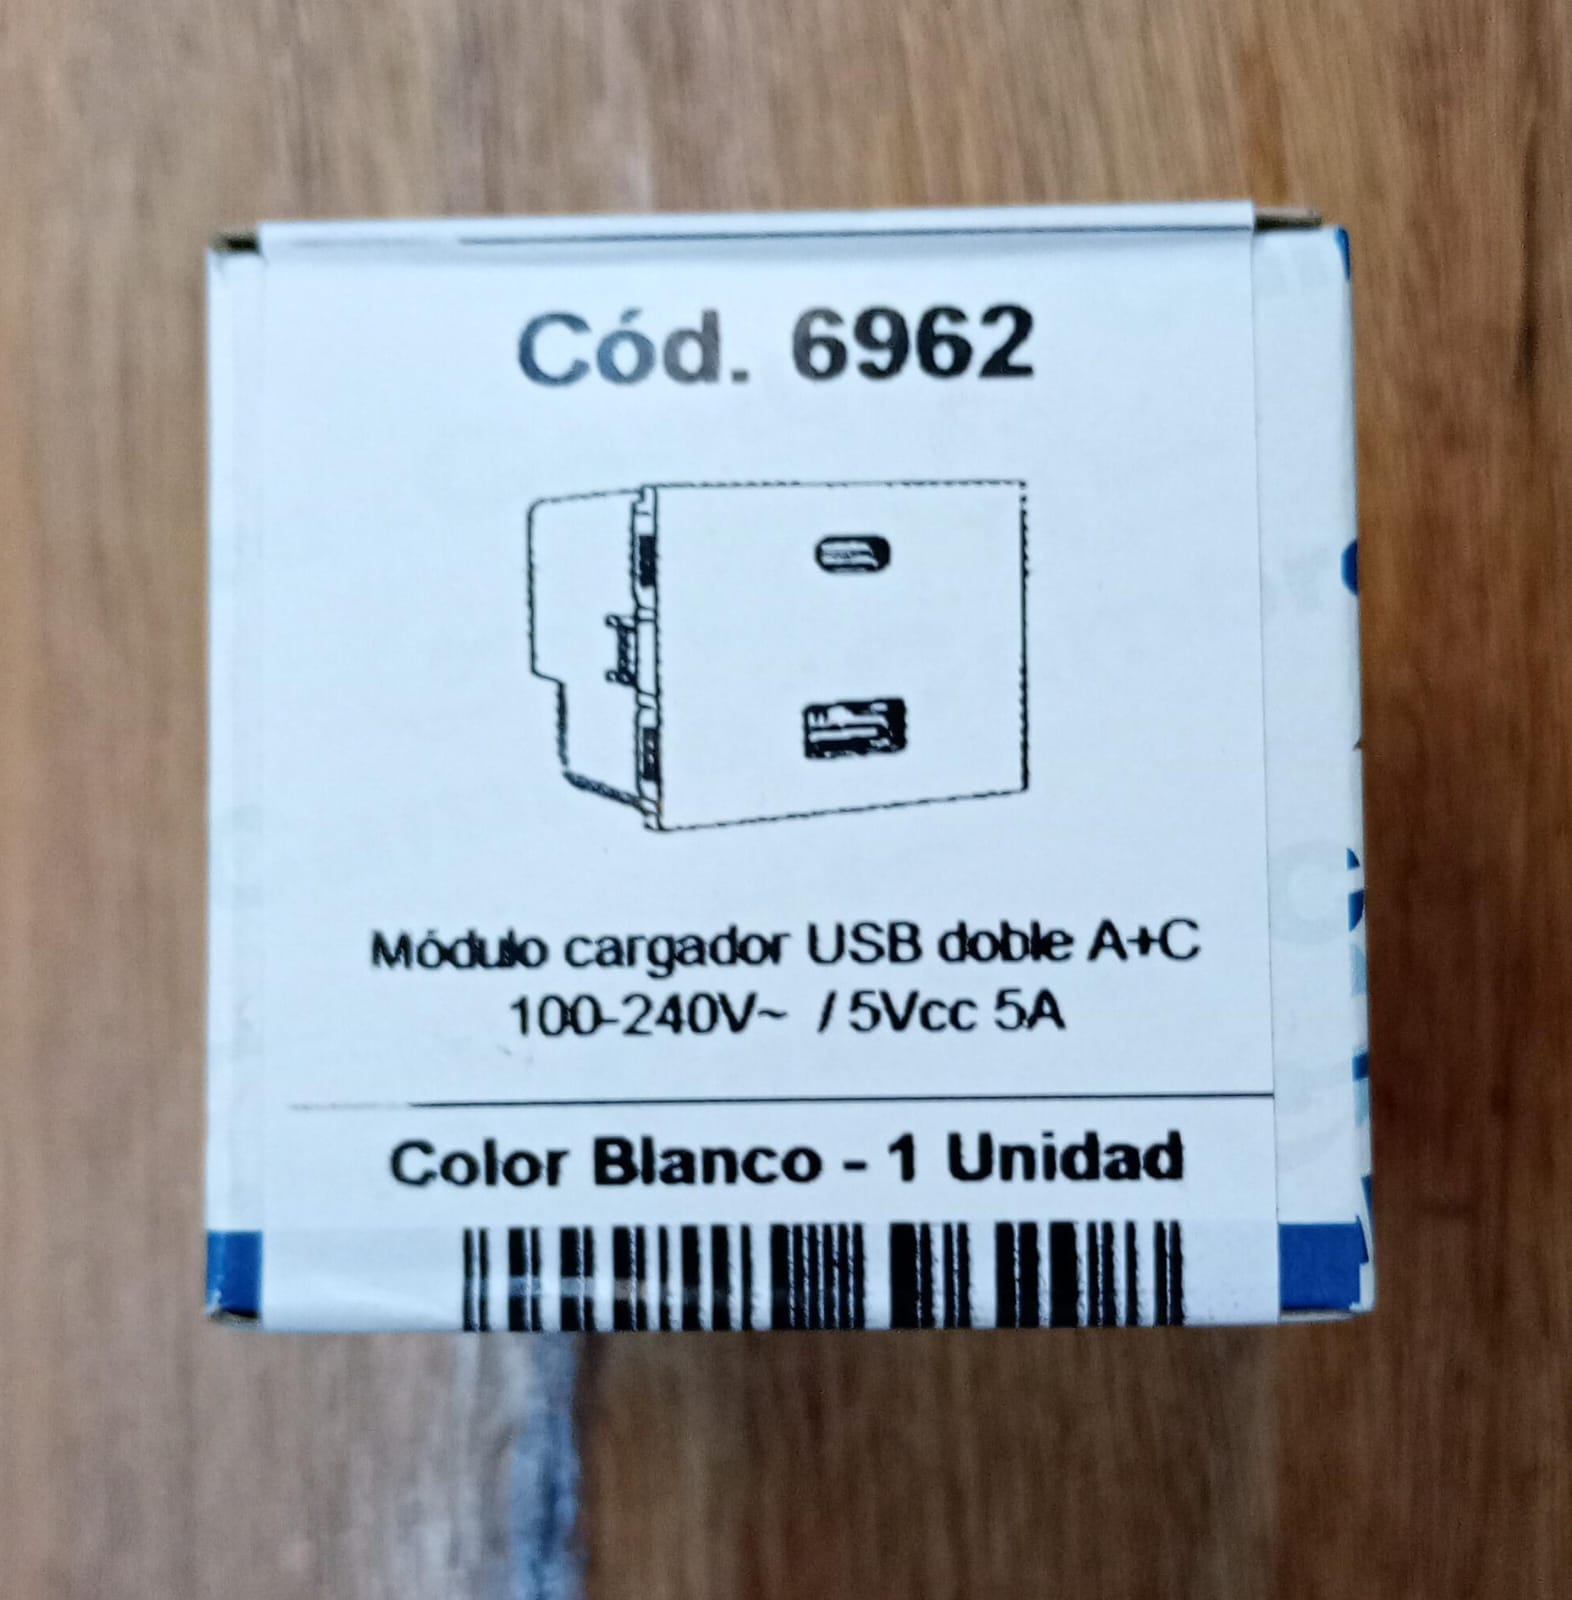 Cód. 6962
Módulo cargador USB doble A+C
100-240V~ / 5Vcc 5A
Color Blanco - 1 Unidad